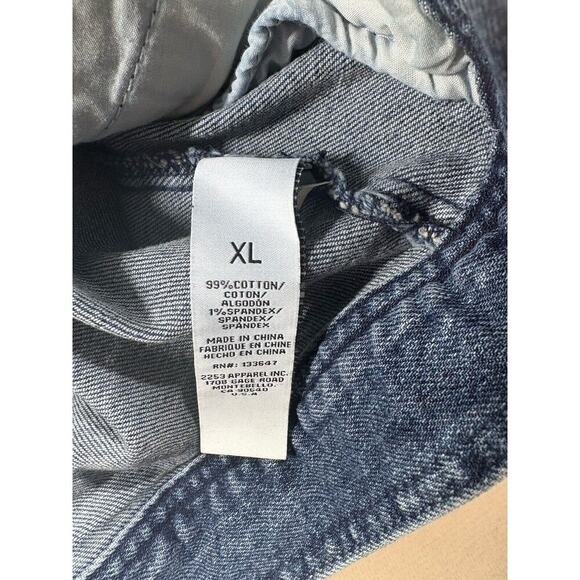 XL
99%COTTON/
COTON/
ALGODÓN
1%SPANDEX/
SPANDEX/
SPANDEX
MADE IN CHINA
FABRIQUE EN CHINE
HECHO EN CHINA
RN#: 133647
2253 APPAREL INC.
1708 GAGE ROAD
MONTEBELLO,
CA 90640
U.S.A